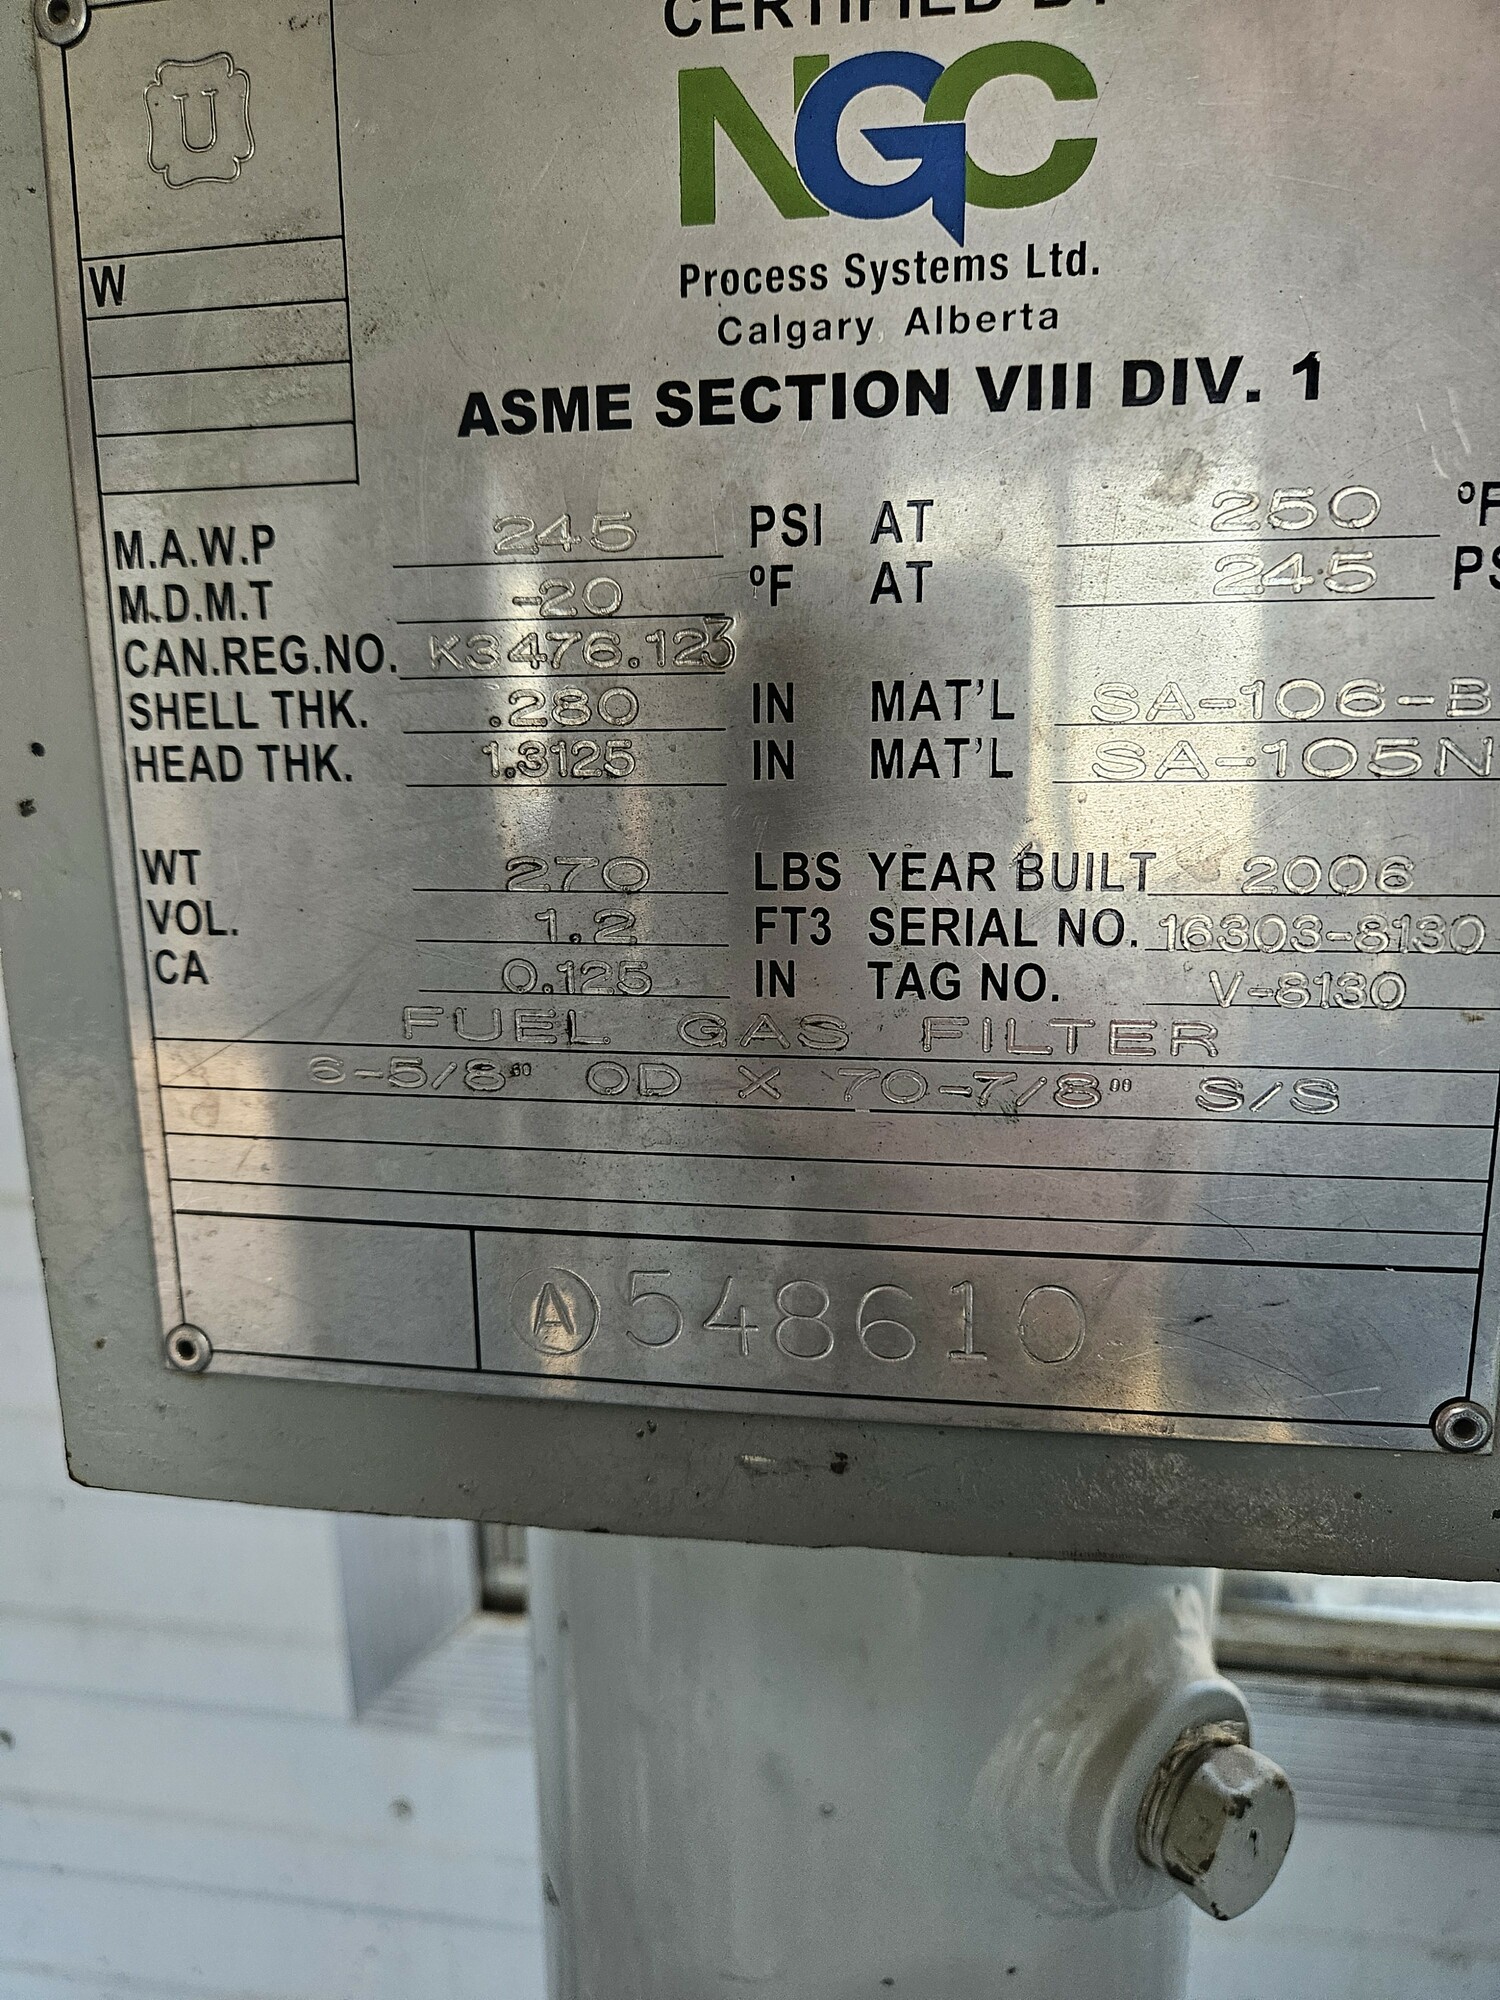 CERTIFIED BY
U
NGC
Process Systems Ltd.
Calgary, Alberta
W
ASME SECTION VIII DIV. 1
M.A.W.P 245 PSI AT 250 °F
M.D.M.T -20 °F AT 245 PS
CAN.REG.NO. K3476.123
SHELL THK. .280 IN MAT'L SA-106-B
HEAD THK. 1.3125 IN MAT'L SA-105N
WT 270 LBS YEAR BUILT 2006
VOL. 1.2 FT3 SERIAL NO. 16303-8130
CA 0.125 IN TAG NO. V-8130
FUEL GAS FILTER
6-5/8" OD X 70-7/8" S/S
A 548610